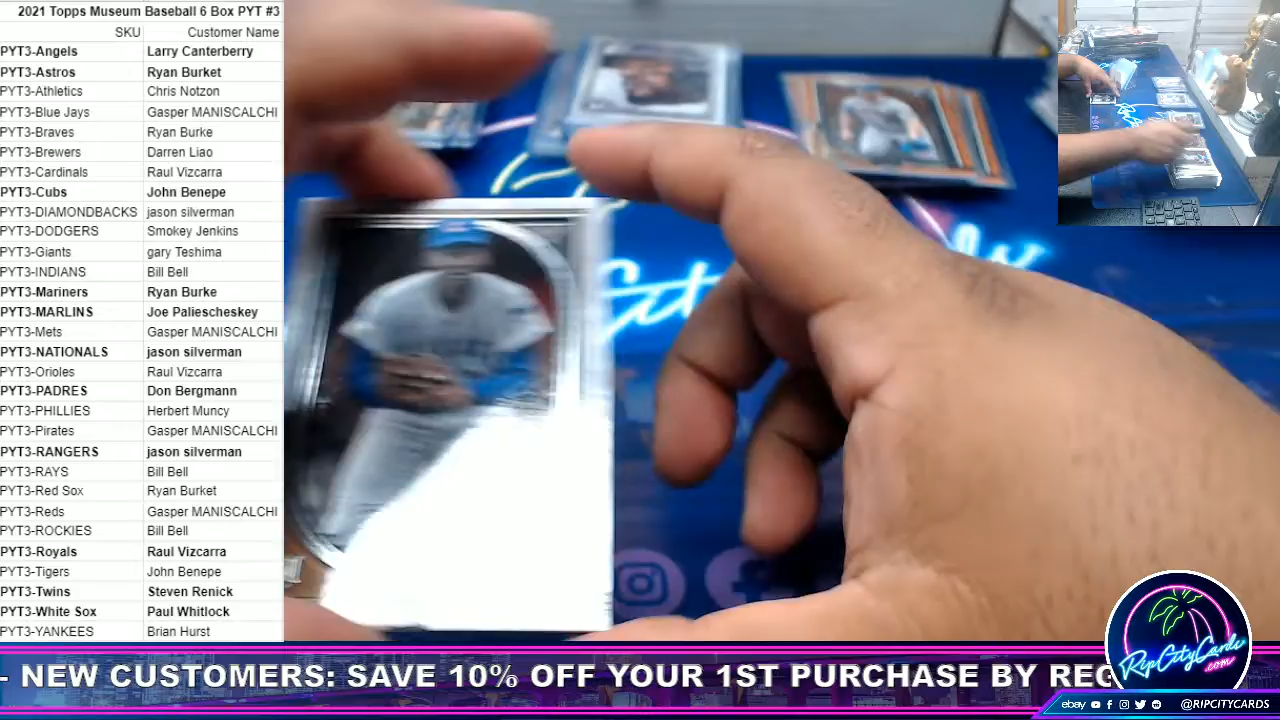 2021 Topps Museum Baseball 6 Box PYT #3
SKU Customer Name
PYT3-Angels Larry Canterberry
PYT3-Astros Ryan Burket
PYT3-Athletics Chris Notzon
PYT3-Blue Jays Gasper MANISCALCHI
PYT3-Braves Ryan Burke
PYT3-Brewers Darren Liao
PYT3-Cardinals Raul Vizcarra
PYT3-Cubs John Benepe
PYT3-DIAMONDBACKS jason silverman
PYT3-DODGERS Smokey Jenkins
PYT3-Giants gary Teshima
PYT3-INDIANS Bill Bell
PYT3-Mariners Ryan Burke
PYT3-MARLINS Joe Paliescheskey
PYT3-Mets Gasper MANISCALCHI
PYT3-NATIONALS jason silverman
PYT3-Orioles Raul Vizcarra
PYT3-PADRES Don Bergmann
PYT3-PHILLIES Herbert Muncy
PYT3-Pirates Gasper MANISCALCHI
PYT3-RANGERS jason silverman
PYT3-RAYS Bill Bell
PYT3-Red Sox Ryan Burket
PYT3-Reds Gasper MANISCALCHI
PYT3-ROCKIES Bill Bell
PYT3-Royals Raul Vizcarra
PYT3-Tigers John Benepe
PYT3-Twins Steven Renick
PYT3-White Sox Paul Whitlock
PYT3-YANKEES Brian Hurst
- NEW CUSTOMERS: SAVE 10% OFF YOUR 1ST PURCHASE BY REG
RipCityCards
.com
ebay @RIPCITYCARDS